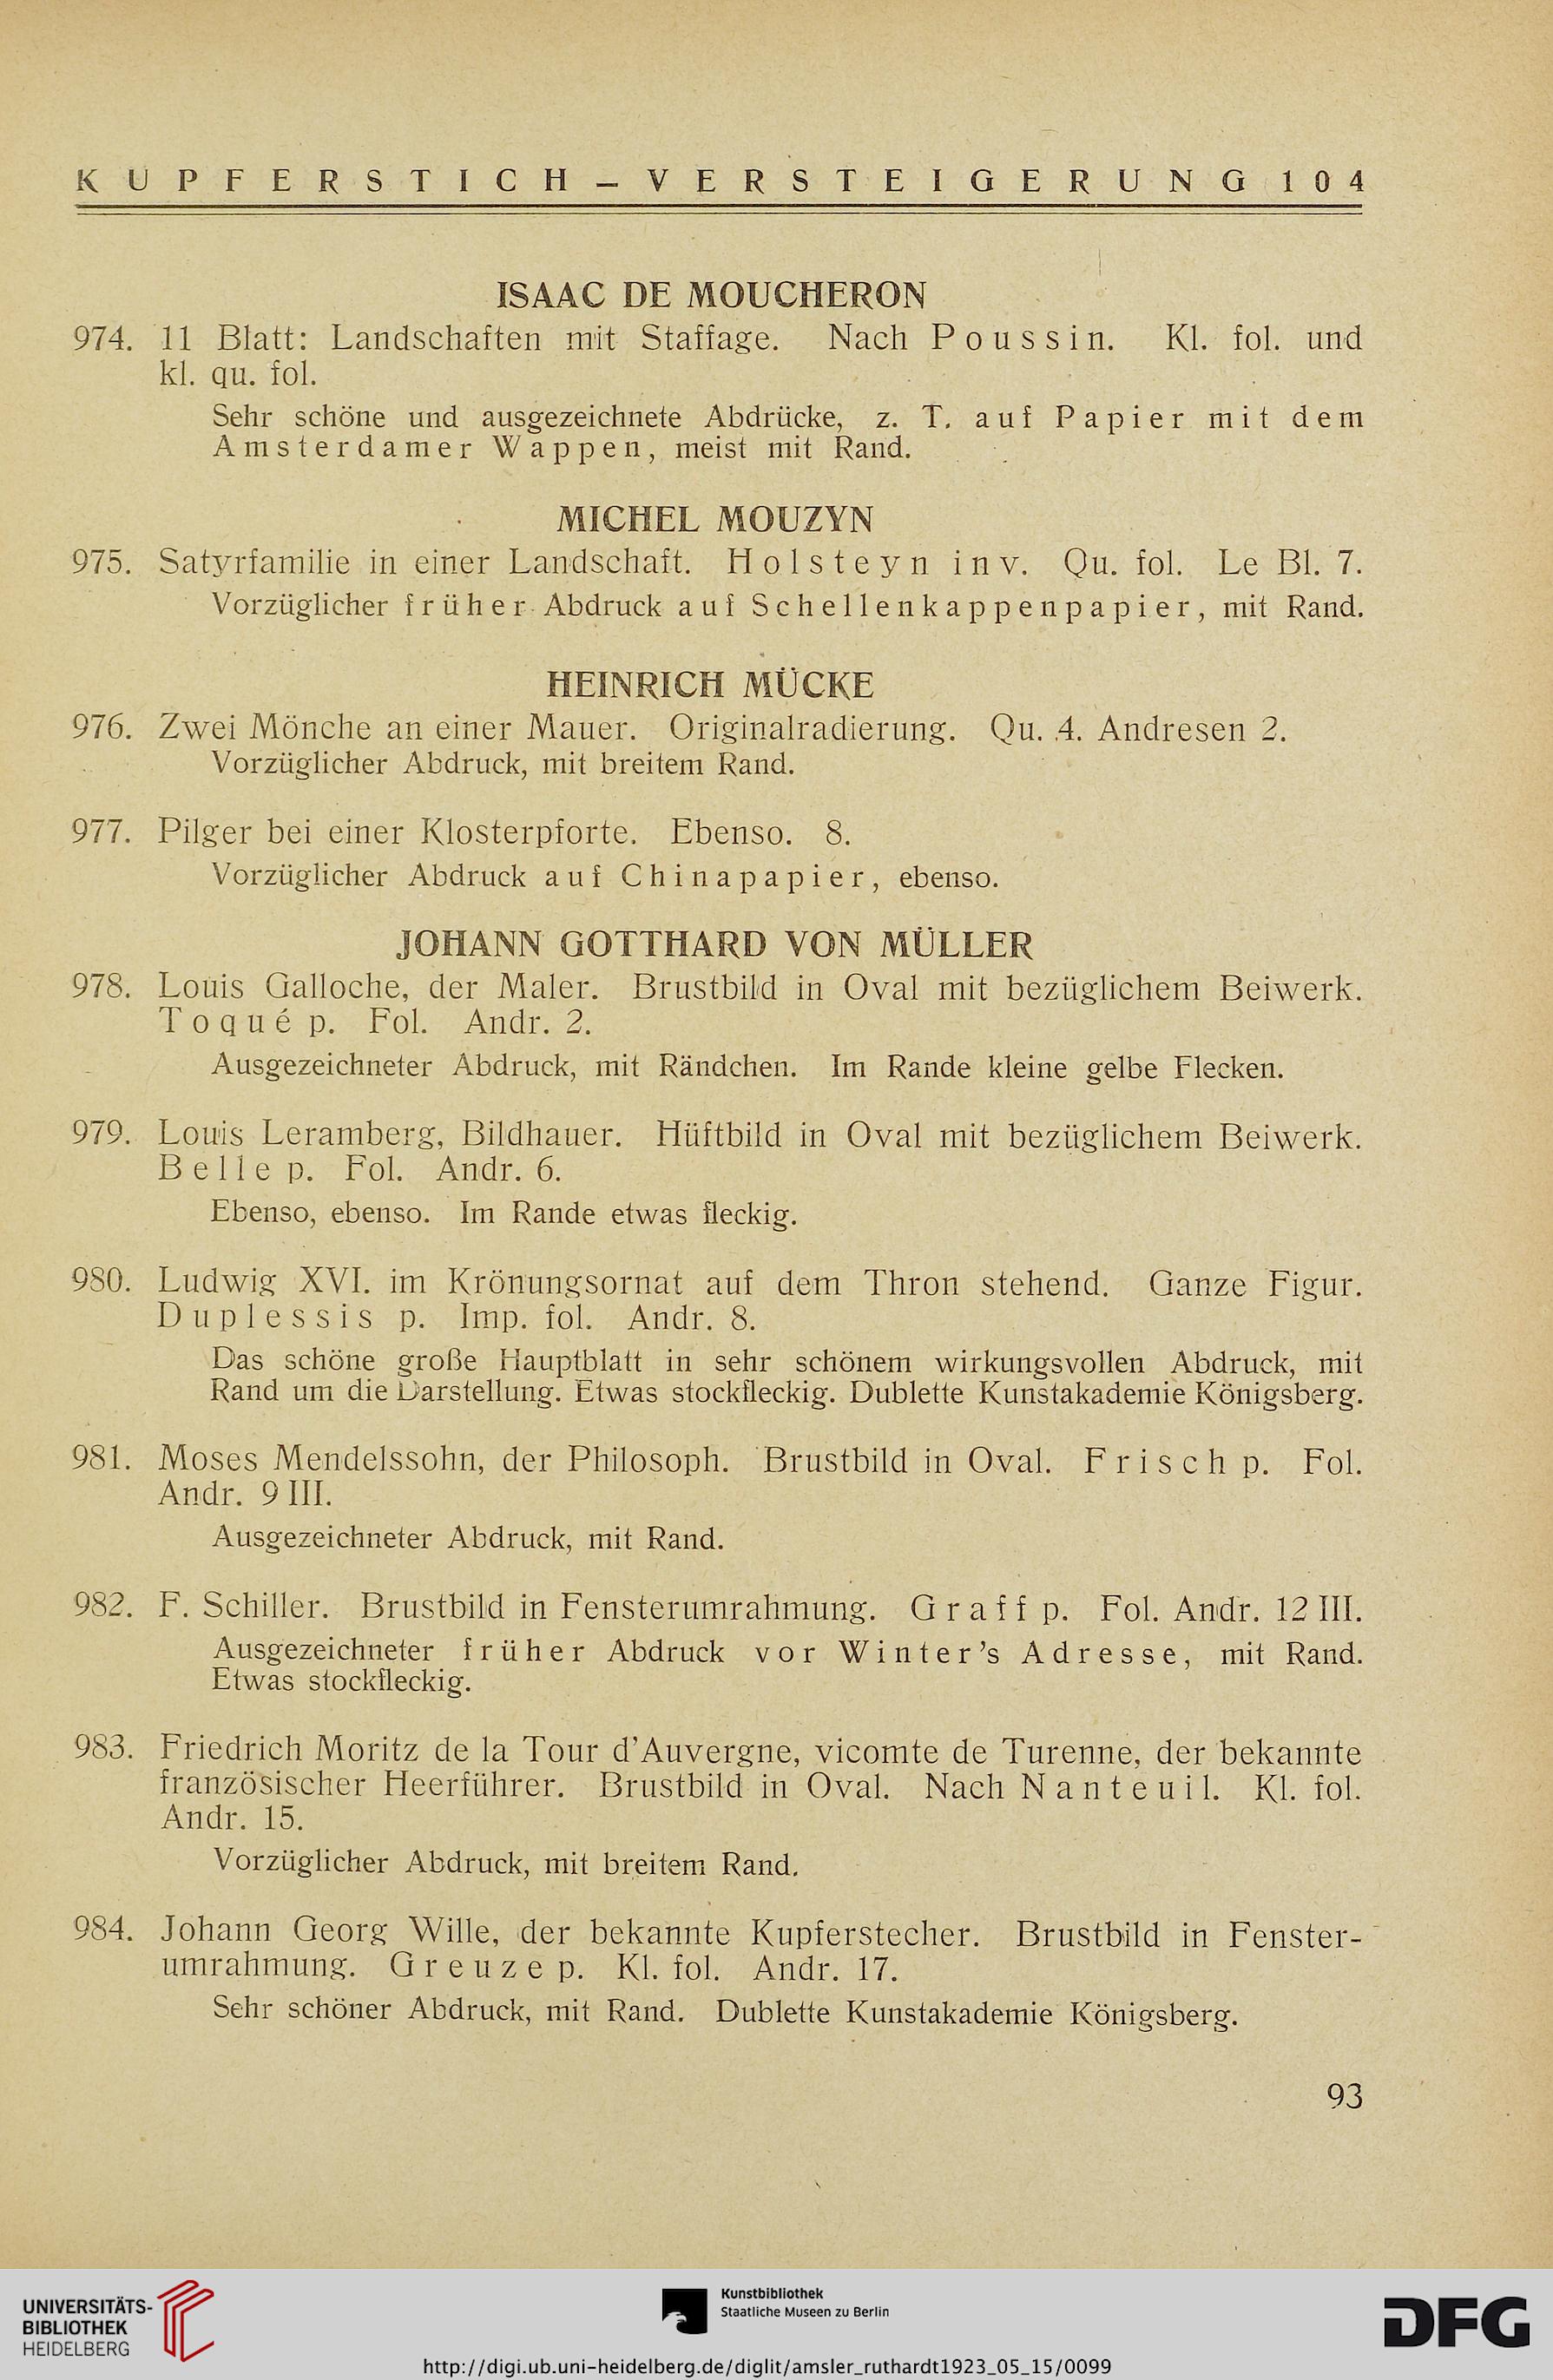 KUPFERSTICH – VERSTEIGERUNG 104
ISAAC DE MOUCHERON
974. 11 Blatt: Landschaften mit Staffage. Nach Poussin. Kl. fol. und
kl. qu. fol.
Sehr schöne und ausgezeichnete Abdrücke, z. T. auf Papier mit dem
Amsterdamer Wappen, meist mit Rand.
MICHEL MOUZYN
975. Satyrfamilie in einer Landschaft. Holsteyn inv. Qu. fol. Le Bl. 7.
Vorzüglicher früher Abdruck auf Schellenkappenpapier, mit Rand.
HEINRICH MÜCKE
976. Zwei Mönche an einer Mauer. Originalradierung. Qu. 4. Andresen 2.
Vorzüglicher Abdruck, mit breitem Rand.
977. Pilger bei einer Klosterpforte. Ebenso. 8.
Vorzüglicher Abdruck auf Chinapapier, ebenso.
JOHANN GOTTHARD VON MÜLLER
978. Louis Galloche, der Maler. Brustbild in Oval mit bezüglichem Beiwerk.
Toqué p. Fol. Andr. 2.
Ausgezeichneter Abdruck, mit Rändchen. Im Rande kleine gelbe Flecken.
979. Louis Leramberg, Bildhauer. Hüftbild in Oval mit bezüglichem Beiwerk.
Belle p. Fol. Andr. 6.
Ebenso, ebenso. Im Rande etwas fleckig.
980. Ludwig XVI. im Krönungsornat auf dem Thron stehend. Ganze Figur.
Duplessis p. Imp. fol. Andr. 8.
Das schöne große Hauptblatt in sehr schönem wirkungsvollen Abdruck, mit
Rand um die Darstellung. Etwas stockfleckig. Dublette Kunstakademie Königsberg.
981. Moses Mendelssohn, der Philosoph. Brustbild in Oval. Frisch p. Fol.
Andr. 9 III.
Ausgezeichneter Abdruck, mit Rand.
982. F. Schiller. Brustbild in Fensterumrahmung. Graff p. Fol. Andr. 12 III.
Ausgezeichneter früher Abdruck vor Winter's Adresse, mit Rand.
Etwas stockfleckig.
983. Friedrich Moritz de la Tour d'Auvergne, vicomte de Turenne, der bekannte
französischer Heerführer. Brustbild in Oval. Nach Nanteuil. Kl. fol.
Andr. 15.
Vorzüglicher Abdruck, mit breitem Rand.
984. Johann Georg Wille, der bekannte Kupferstecher. Brustbild in Fenster-
umrahmung. Greuze p. Kl. fol. Andr. 17.
Sehr schöner Abdruck, mit Rand. Dublette Kunstakademie Königsberg.
93
UNIVERSITÄTS-
BIBLIOTHEK
HEIDELBERG
Kunstbibliothek
Staatliche Museen zu Berlin
DFG
http://digi.ub.uni-heidelberg.de/diglit/amsler_ruthardt1923_05_15/0099